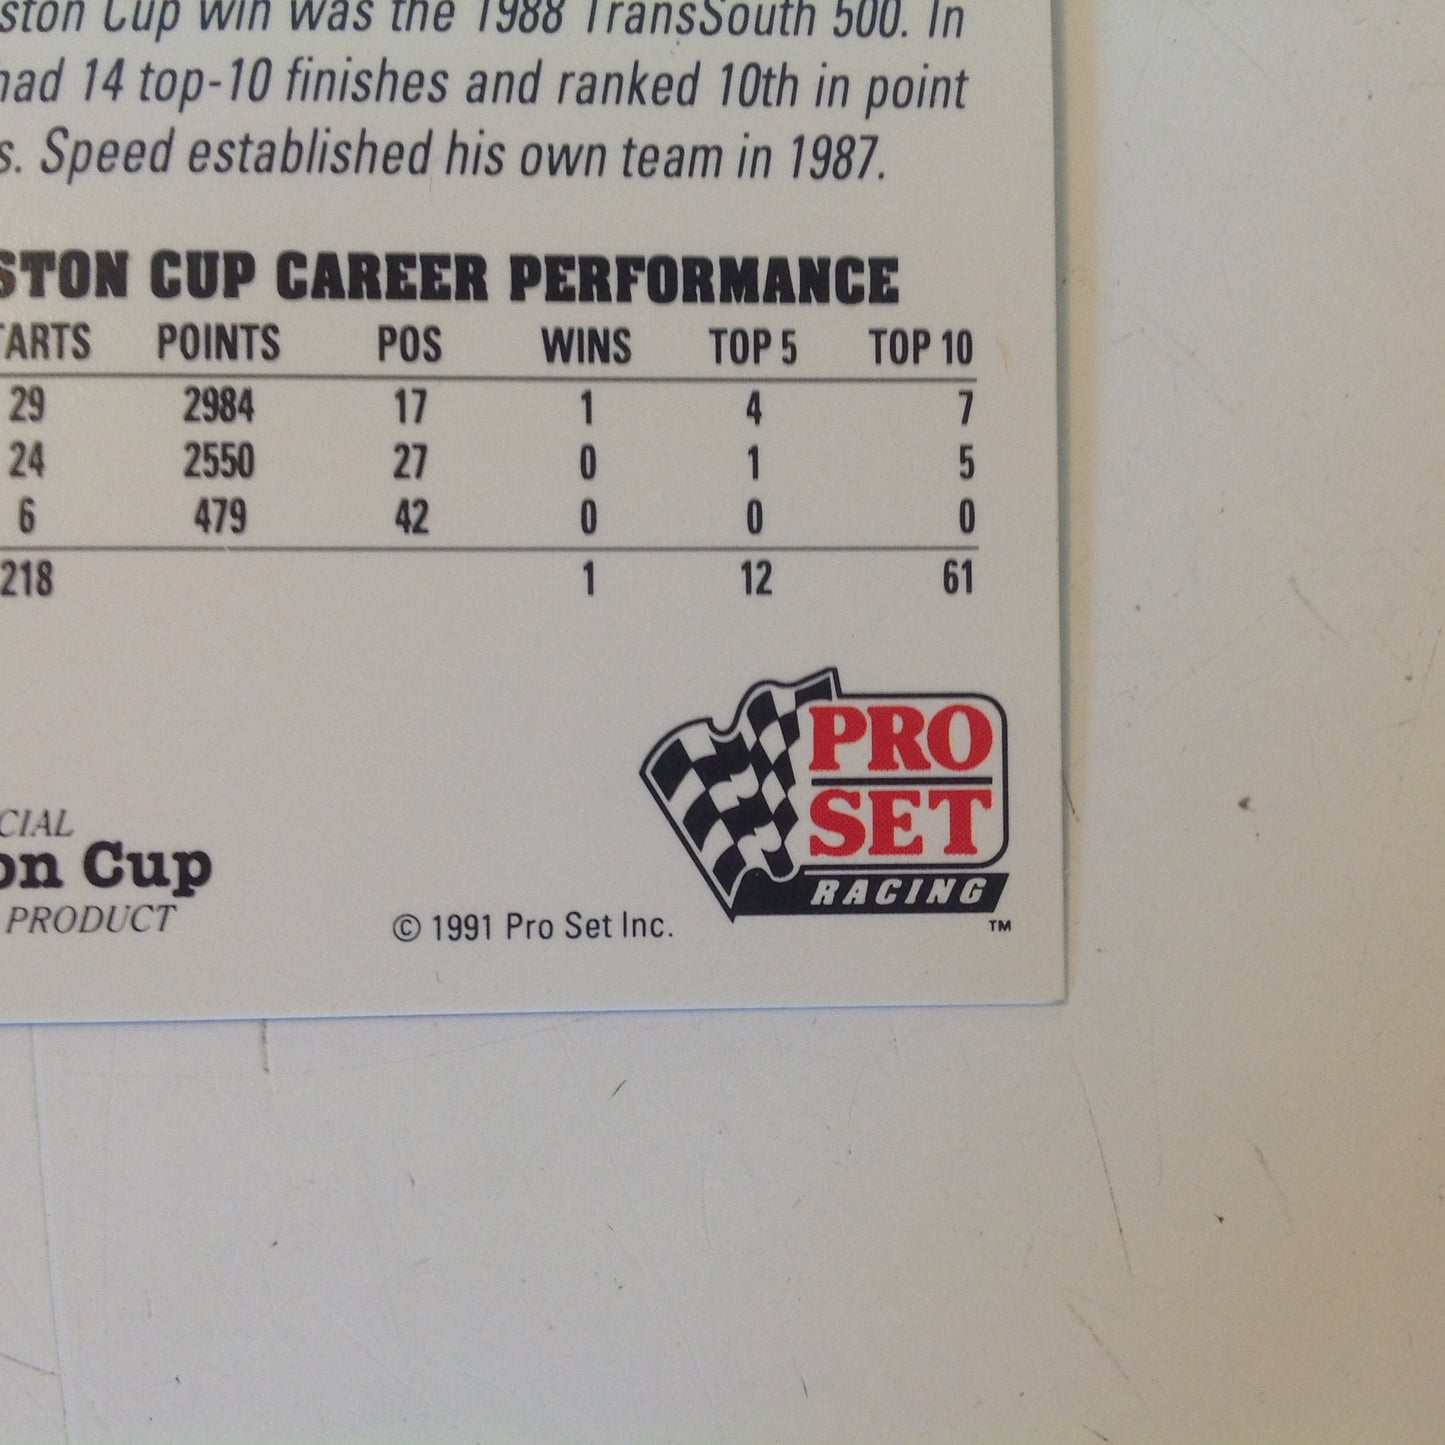 ston Cup win was the 1988 TransSouth 500. In
had 14 top-10 finishes and ranked 10th in point
s. Speed established his own team in 1987.
STON CUP CAREER PERFORMANCE
TARTS POINTS POS WINS TOP 5 TOP 10
29 2984 17 1 4 7
24 2550 27 0 1 5
6 479 42 0 0 0
218 1 12 61
PRO
SET
RACING
TM
CIAL
on Cup
PRODUCT
© 1991 Pro Set Inc.